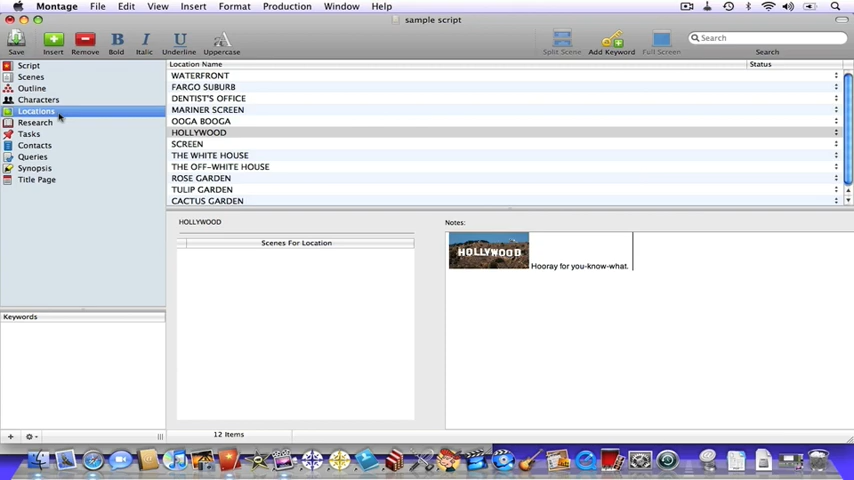 Montage File Edit View Insert Format Production Window Help
sample script
Save Insert Remove Bold Italic Underline Uppercase Split Scene Add Keyword Full Screen Search
Search
Script
Scenes
Outline
Characters
Locations
Research
Tasks
Contacts
Queries
Synopsis
Title Page
Keywords
Location Name Status
WATERFRONT
FARGO SUBURB
DENTIST'S OFFICE
MARINER SCREEN
OOGA BOOGA
HOLLYWOOD
SCREEN
THE WHITE HOUSE
THE OFF-WHITE HOUSE
ROSE GARDEN
TULIP GARDEN
CACTUS GARDEN
HOLLYWOOD
Scenes For Location
Notes:
HOLLYWOOD
Hooray for you-know-what.
12 Items